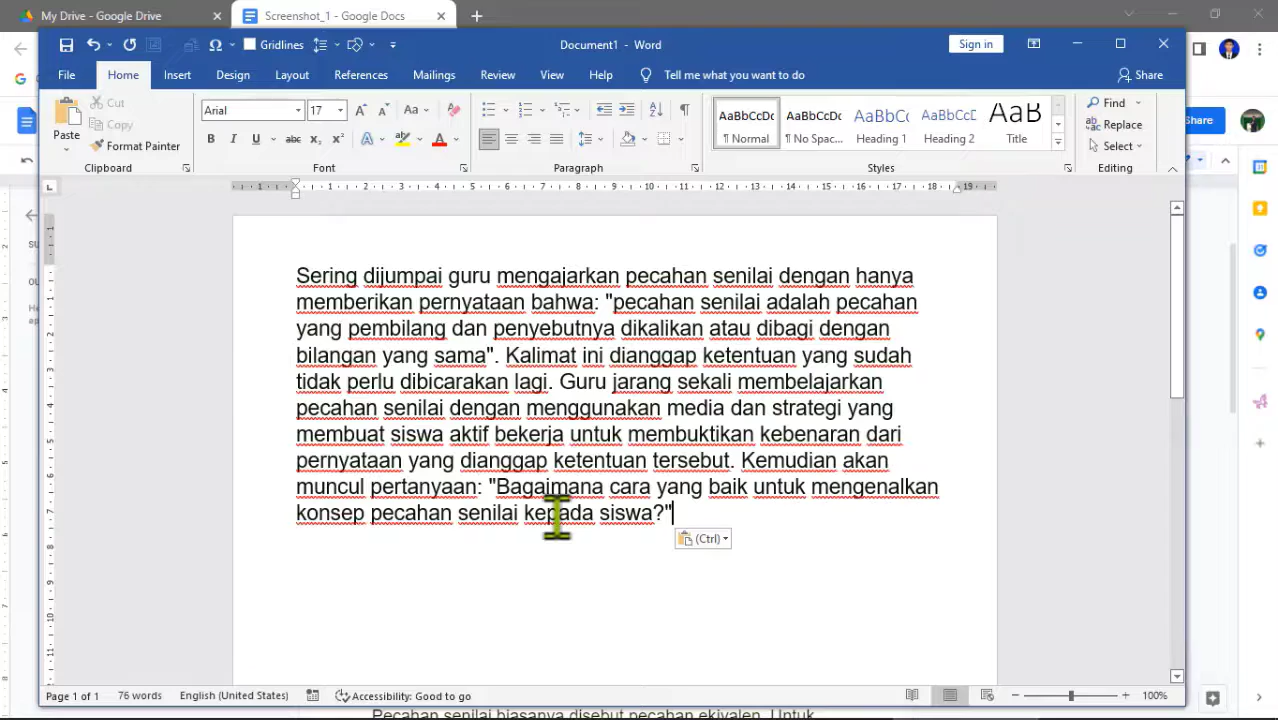 My Drive - Google Drive
Screenshot_1 - Google Docs
Gridlines
Document1 - Word
Sign in
File Home Insert Design Layout References Mailings Review View Help Tell me what you want to do Share
Paste
Cut
Copy
Format Painter
Clipboard
Arial 17
Font
Paragraph
AaBbCcDc AaBbCcDc AaBbCc AaBbCcD AaB
¶ Normal ¶ No Spac... Heading 1 Heading 2 Title
Styles
Find
Replace
Select
Editing
Share
Sering dijumpai guru mengajarkan pecahan senilai dengan hanya
memberikan pernyataan bahwa: "pecahan senilai adalah pecahan
yang pembilang dan penyebutnya dikalikan atau dibagi dengan
bilangan yang sama". Kalimat ini dianggap ketentuan yang sudah
tidak perlu dibicarakan lagi. Guru jarang sekali membelajarkan
pecahan senilai dengan menggunakan media dan strategi yang
membuat siswa aktif bekerja untuk membuktikan kebenaran dari
pernyataan yang dianggap ketentuan tersebut. Kemudian akan
muncul pertanyaan: "Bagaimana cara yang baik untuk mengenalkan
konsep pecahan senilai kepada siswa?"
(Ctrl)
Page 1 of 1 76 words English (United States) Accessibility: Good to go 100%
Pecahan senilai biasanya disebut pecahan ekivalen. Untuk